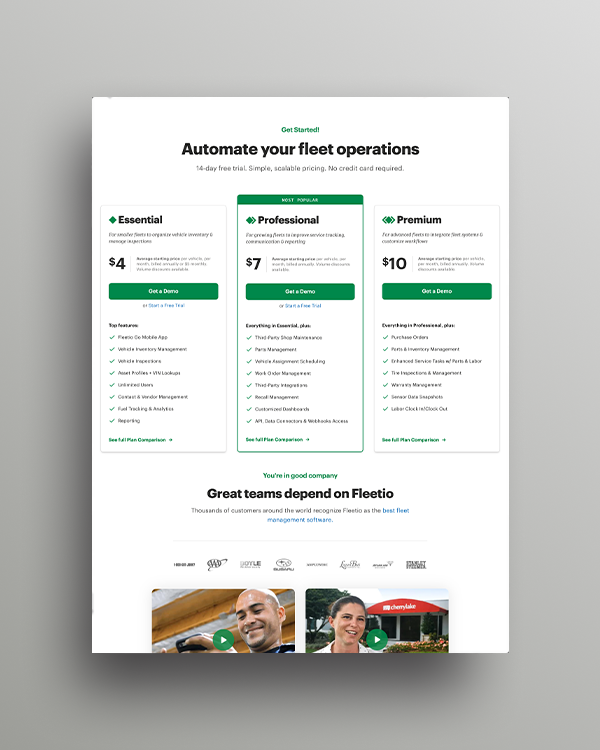 Get Started!
Automate your fleet operations
14-day free trial. Simple, scalable pricing. No credit card required.
MOST POPULAR
Essential
For smaller fleets to organize vehicle inventory &
manage inspections
$4
Average starting price per vehicle, per
month, billed annually or $5 monthly.
Volume discounts available.
Get a Demo
or Start a Free Trial
Top features:
Fleetio Go Mobile App
Vehicle Inventory Management
Vehicle Inspections
Asset Profiles + VIN Lookups
Unlimited Users
Contact & Vendor Management
Fuel Tracking & Analytics
Reporting
See full Plan Comparison →
Professional
For growing fleets to improve service tracking,
communication & reporting
$7
Average starting price per vehicle, per
month, billed annually. Volume discounts
available.
Get a Demo
or Start a Free Trial
Everything in Essential, plus:
Third-Party Shop Maintenance
Parts Management
Vehicle Assignment Scheduling
Work Order Management
Third-Party Integrations
Recall Management
Customized Dashboards
API, Data Connectors & Webhooks Access
See full Plan Comparison →
Premium
For advanced fleets to integrate fleet systems &
customize workflow
$10
Average starting price per vehicle,
per month, billed annually. Volume
discounts available.
Get a Demo
Everything in Professional, plus:
Purchase Orders
Parts & Inventory Management
Enhanced Service Tasks w/ Parts & Labor
Tire Inspections & Management
Warranty Management
Sensor Data Snapshots
Labor Clock In/Clock Out
See full Plan Comparison →
You're in good company
Great teams depend on Fleetio
Thousands of customers around the world recognize Fleetio as the best fleet
management software.
AAA
SUBARU
STANLEY
STEEMER
cherrylake